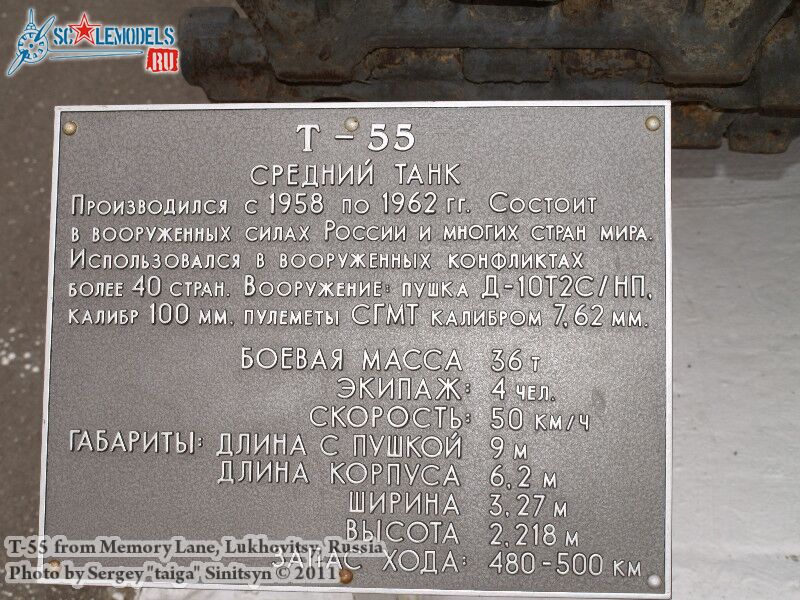 SCALEMODELS
.RU
Т-55
СРЕДНИЙ ТАНК
Производился с 1958 по 1962 гг. Состоит
в вооруженных силах России и многих стран мира.
Использовался в вооруженных конфликтах
более 40 стран. Вооружение: пушка Д-10Т2С/НП,
калибр 100 мм, пулеметы СГМТ калибром 7,62 мм.
БОЕВАЯ МАССА 36 т
ЭКИПАЖ: 4 чел.
СКОРОСТЬ: 50 км/ч
ГАБАРИТЫ: ДЛИНА С ПУШКОЙ 9 м
ДЛИНА КОРПУСА 6,2 м
ШИРИНА 3,27 м
ВЫСОТА 2,218 м
ЗАПАС ХОДА: 480-500 км
T-55 from Memory Lane, Lukhovitsy, Russia
Photo by Sergey "taiga" Sinitsyn © 2011